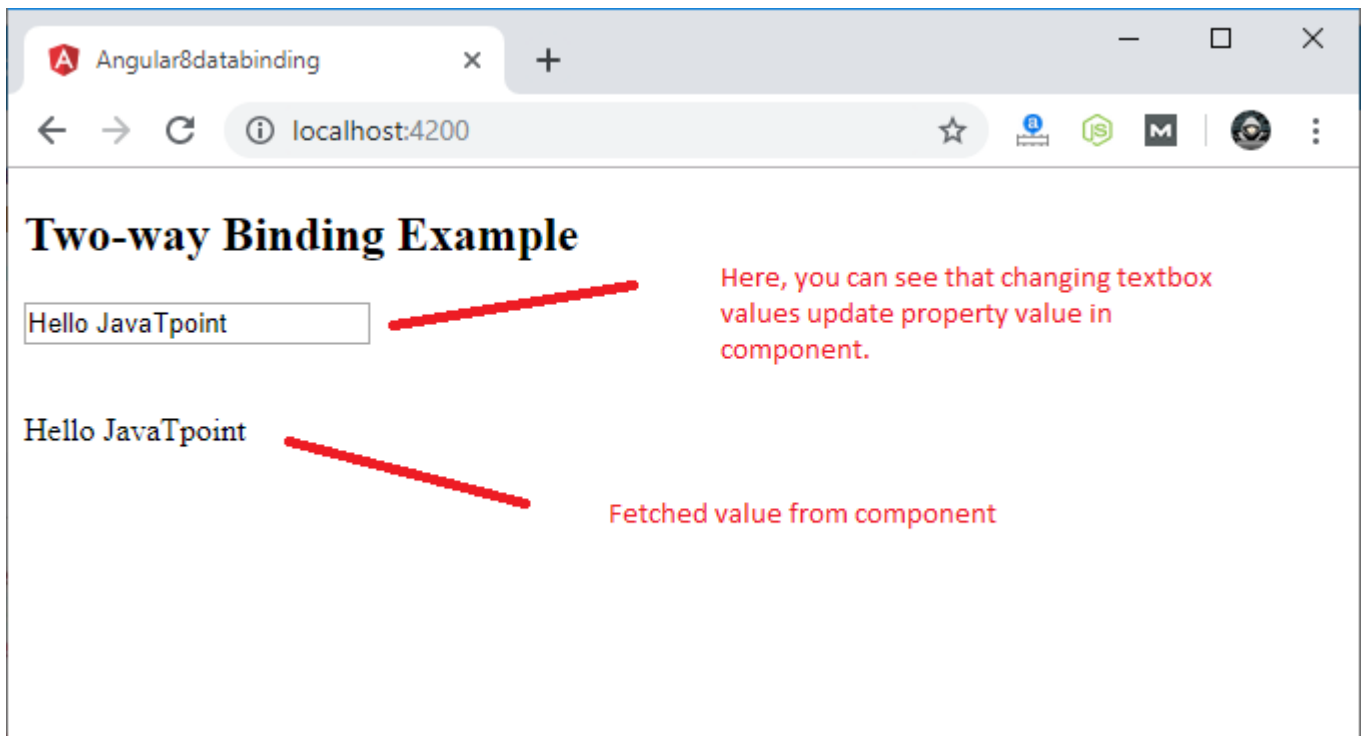 Angular8databinding
localhost:4200
Two-way Binding Example
Hello JavaTpoint
Here, you can see that changing textbox
values update property value in
component.
Hello JavaTpoint
Fetched value from component